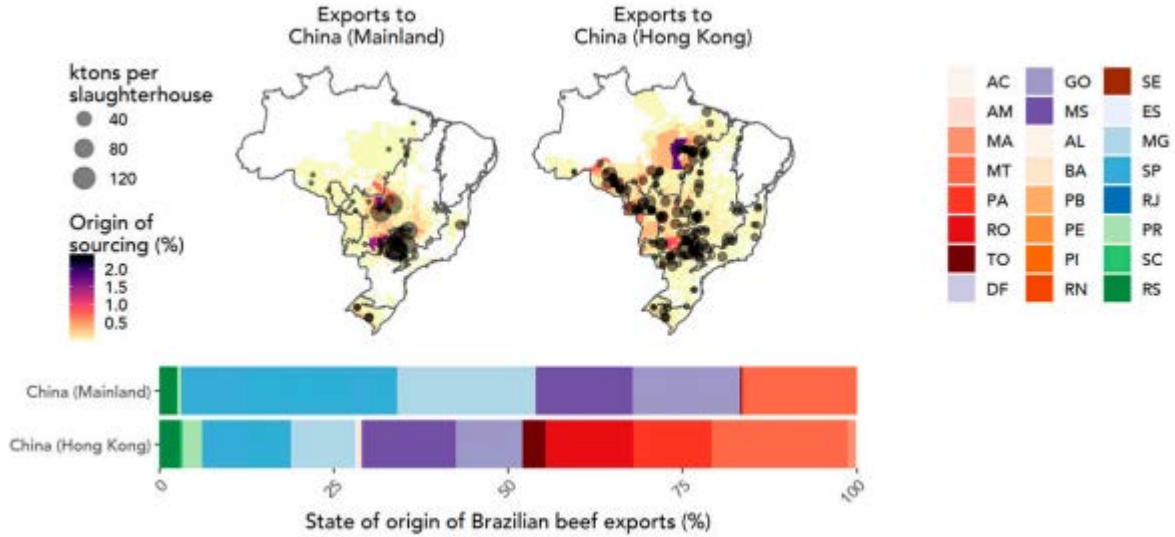 Exports to
China (Mainland)
Exports to
China (Hong Kong)
ktons per
slaughterhouse
40
80
120
Origin of
sourcing (%)
2.0
1.5
1.0
0.5
AC GO SE
AM MS ES
MA AL MG
MT BA SP
PA PB RJ
RO PE PR
TO PI SC
DF RN RS
China (Mainland)
China (Hong Kong)
0 25 50 75 100
State of origin of Brazilian beef exports (%)